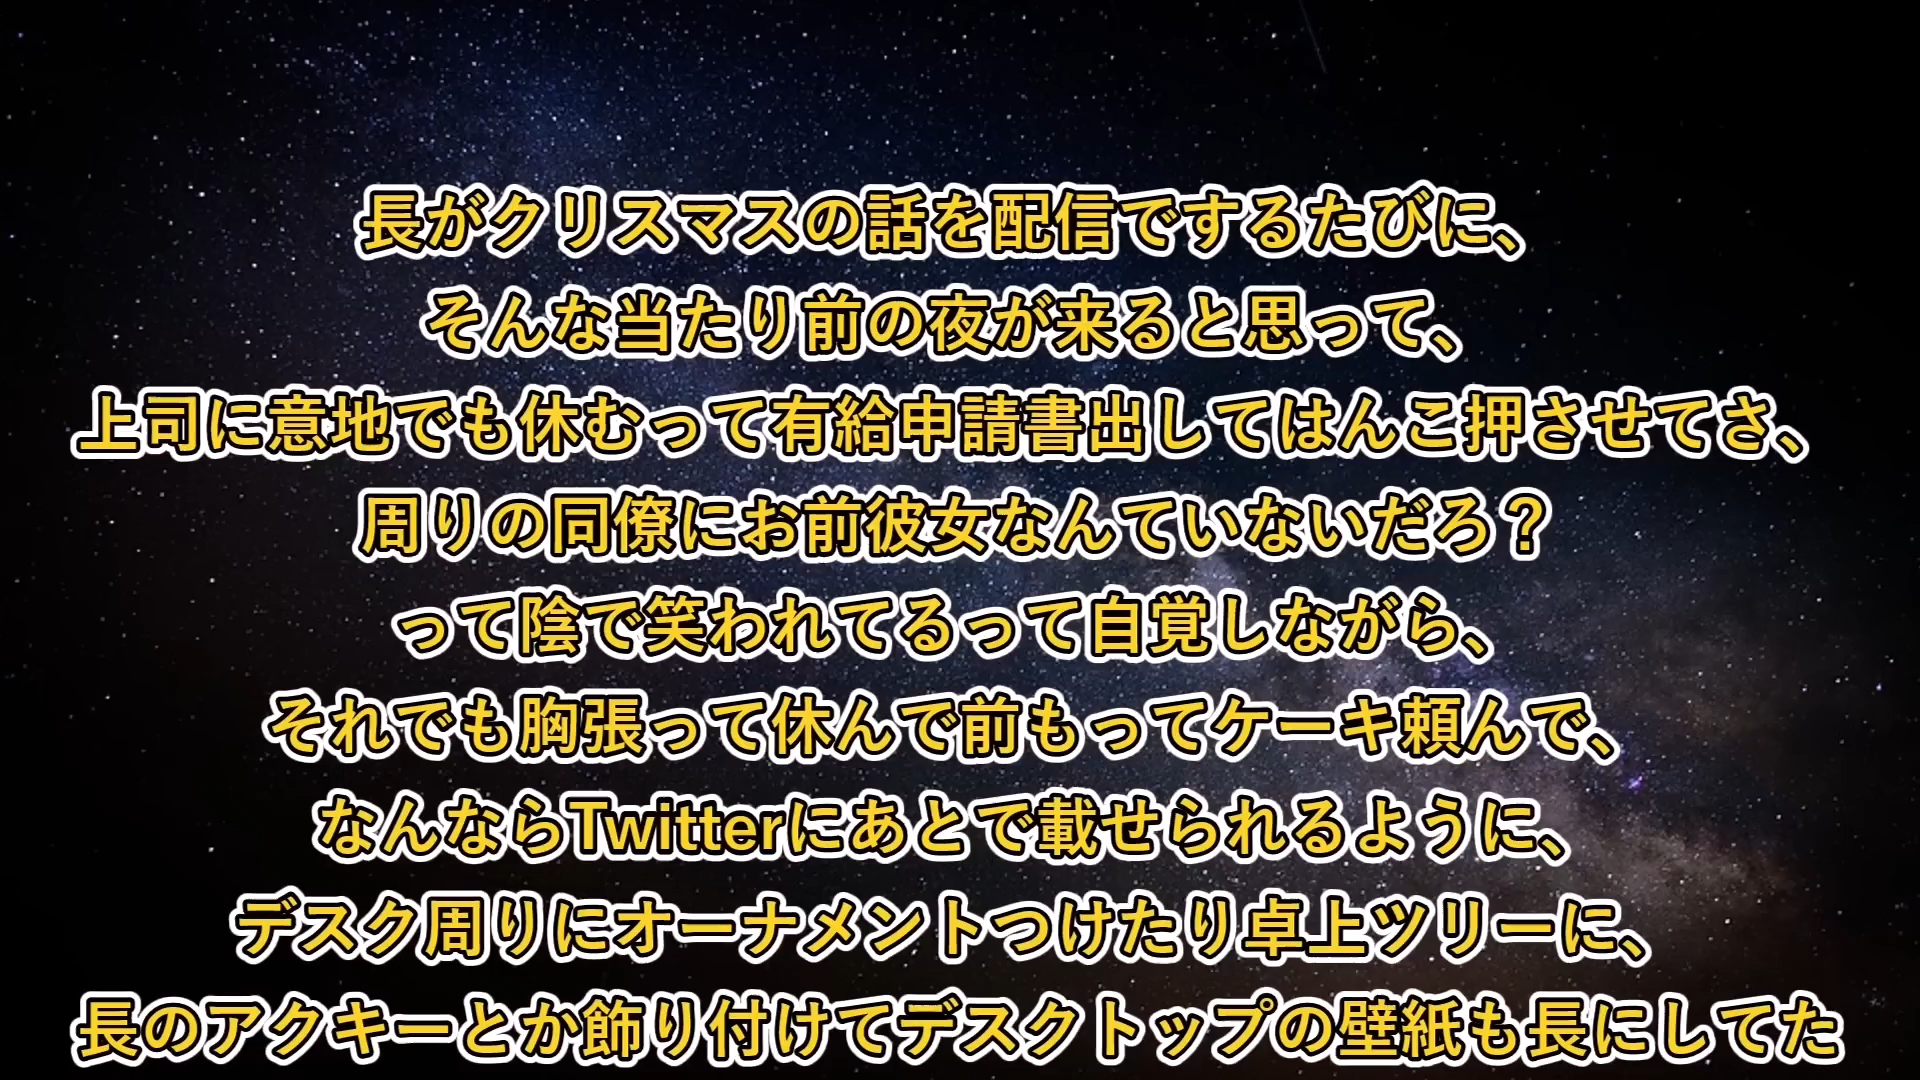 長がクリスマスの話を配信でするたびに、
そんな当たり前の夜が来ると思って、
上司に意地でも休むって有給申請書出してはんこ押させてさ、
周りの同僚にお前彼女なんていないだろ？
って陰で笑われてるって自覚しながら、
それでも胸張って休んで前もってケーキ頼んで、
なんならTwitterにあとで載せられるように、
デスク周りにオーナメントつけたり卓上ツリーに、
長のアクキーとか飾り付けてデスクトップの壁紙も長にしてた